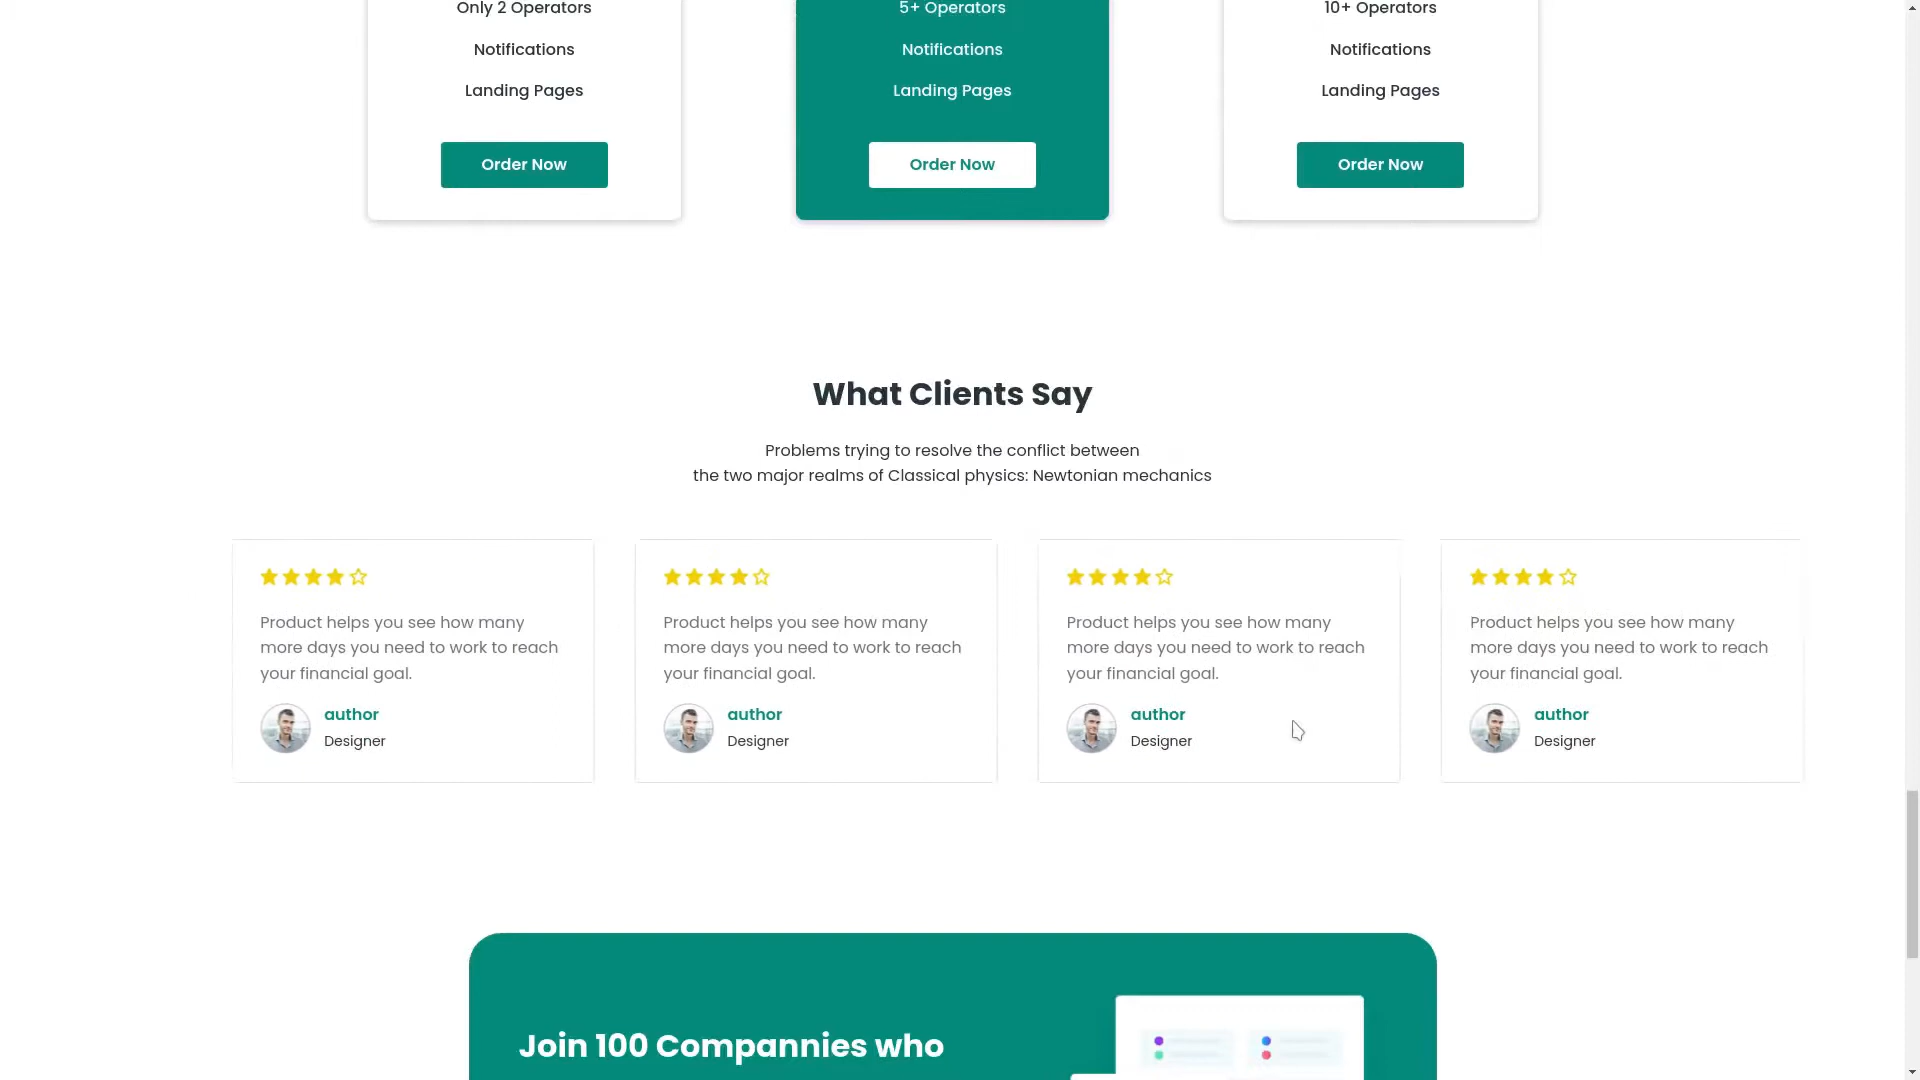 Only 2 Operators
Notifications
Landing Pages
Order Now
5+ Operators
Notifications
Landing Pages
Order Now
10+ Operators
Notifications
Landing Pages
Order Now
What Clients Say
Problems trying to resolve the conflict between
the two major realms of Classical physics: Newtonian mechanics
Product helps you see how many
more days you need to work to reach
your financial goal.
author
Designer
Product helps you see how many
more days you need to work to reach
your financial goal.
author
Designer
Product helps you see how many
more days you need to work to reach
your financial goal.
author
Designer
Product helps you see how many
more days you need to work to reach
your financial goal.
author
Designer
Join 100 Compannies who